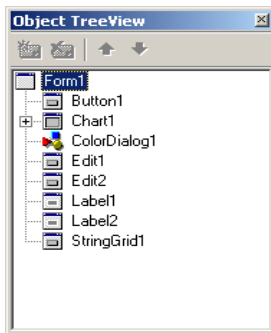 Object TreeView
Form1
Button1
Chart1
ColorDialog1
Edit1
Edit2
Label1
Label2
StringGrid1